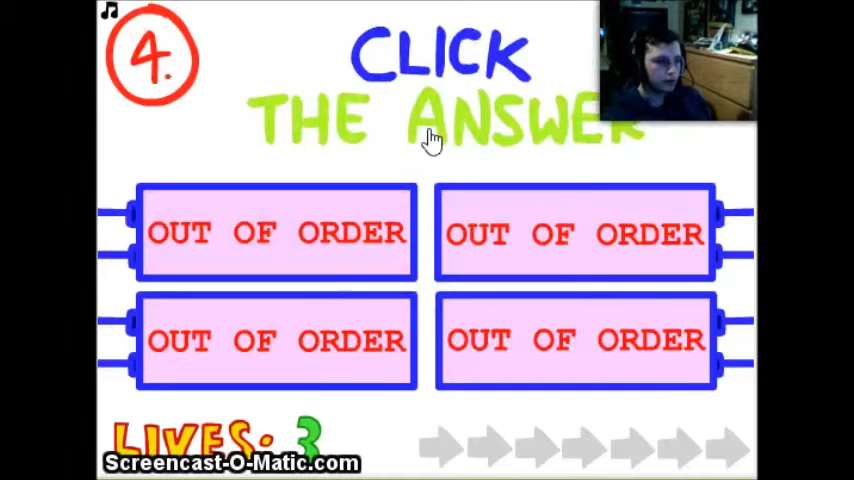 4.
CLICK
THE ANSWER
OUT OF ORDER
OUT OF ORDER
OUT OF ORDER
OUT OF ORDER
LIVES: 3
Screencast-O-Matic.com